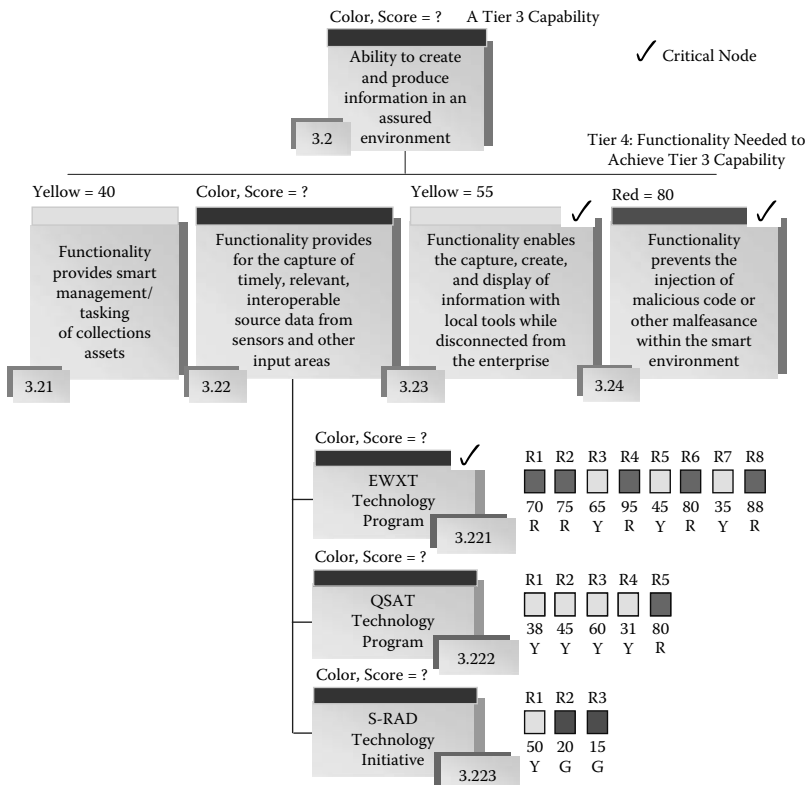 Color, Score = ? A Tier 3 Capability
Ability to create
and produce
information in an
assured
environment
3.2
✓ Critical Node
Tier 4: Functionality Needed to
Achieve Tier 3 Capability
Yellow = 40
Functionality
provides smart
management/
tasking
of collections
assets
3.21
Color, Score = ?
Functionality provides
for the capture of
timely, relevant,
interoperable
source data from
sensors and other
input areas
3.22
Yellow = 55
✓
Functionality enables
the capture, create,
and display of
information with
local tools while
disconnected from
the enterprise
3.23
Red = 80
✓
Functionality
prevents the
injection of
malicious code or
other malfeasance
within the smart
environment
3.24
Color, Score = ?
✓
EWXT
Technology
Program
3.221
R1 R2 R3 R4 R5 R6 R7 R8
70 75 65 95 45 80 35 88
R R Y R Y R Y R
Color, Score = ?
QSAT
Technology
Program
3.222
R1 R2 R3 R4 R5
38 45 60 31 80
Y Y Y Y R
Color, Score = ?
S-RAD
Technology
Initiative
3.223
R1 R2 R3
50 20 15
Y G G